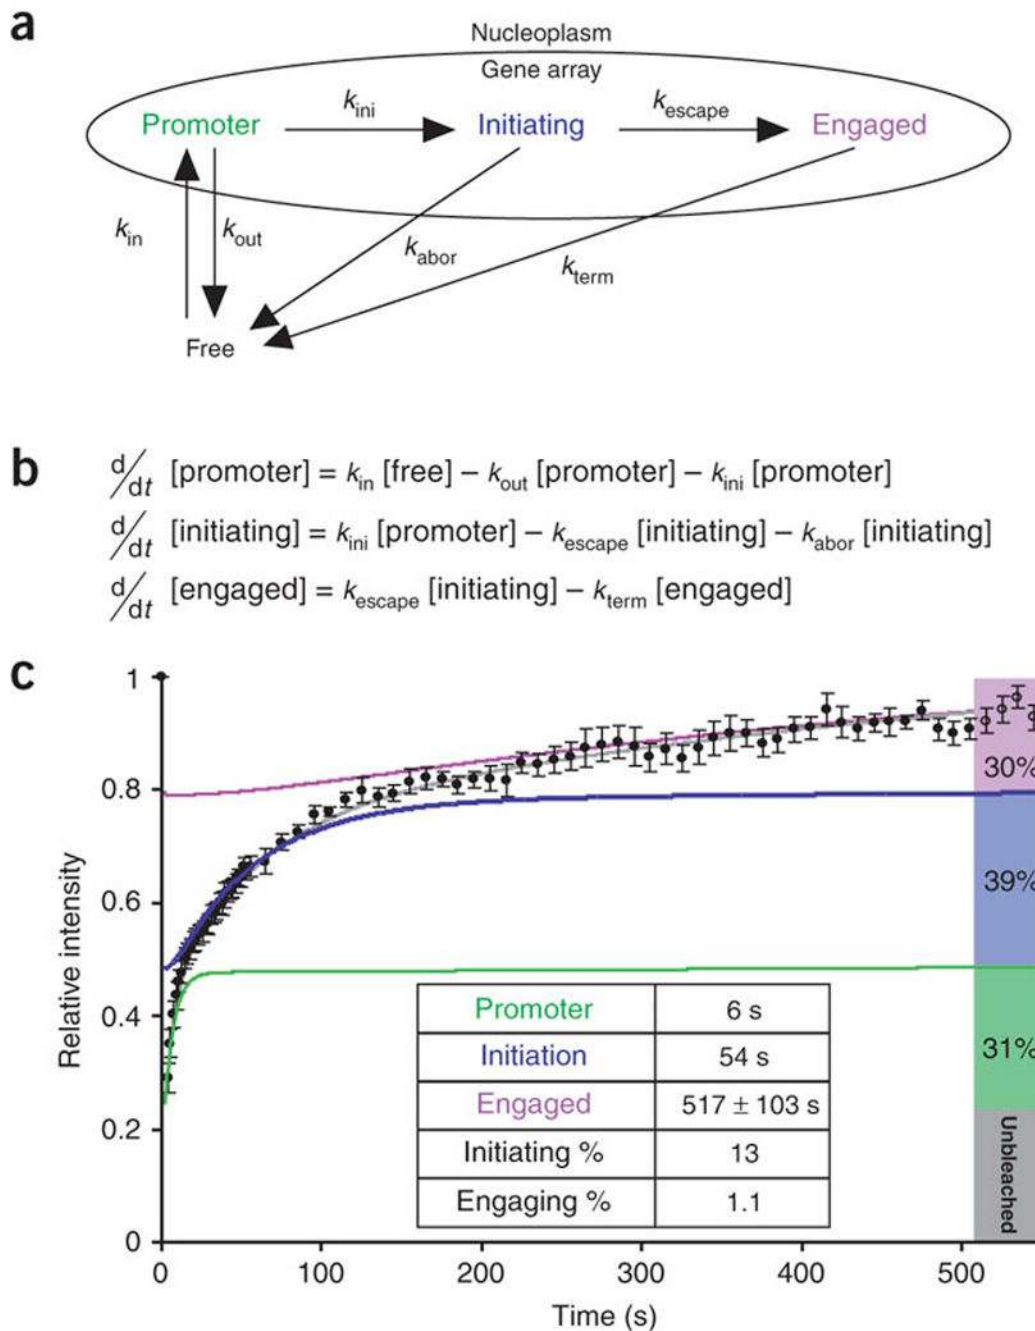 a
Nucleoplasm
Gene array
Promoter
k_ini
Initiating
k_escape
Engaged
k_in
k_out
k_abor
k_term
Free
b
d/dt [promoter] = k_in [free] – k_out [promoter] – k_ini [promoter]
d/dt [initiating] = k_ini [promoter] – k_escape [initiating] – k_abor [initiating]
d/dt [engaged] = k_escape [initiating] – k_term [engaged]
c
1
0.8
0.6
0.4
0.2
0
Relative intensity
30%
39%
31%
Unbleached
Promoter 6 s
Initiation 54 s
Engaged 517 ± 103 s
Initiating % 13
Engaging % 1.1
0 100 200 300 400 500
Time (s)